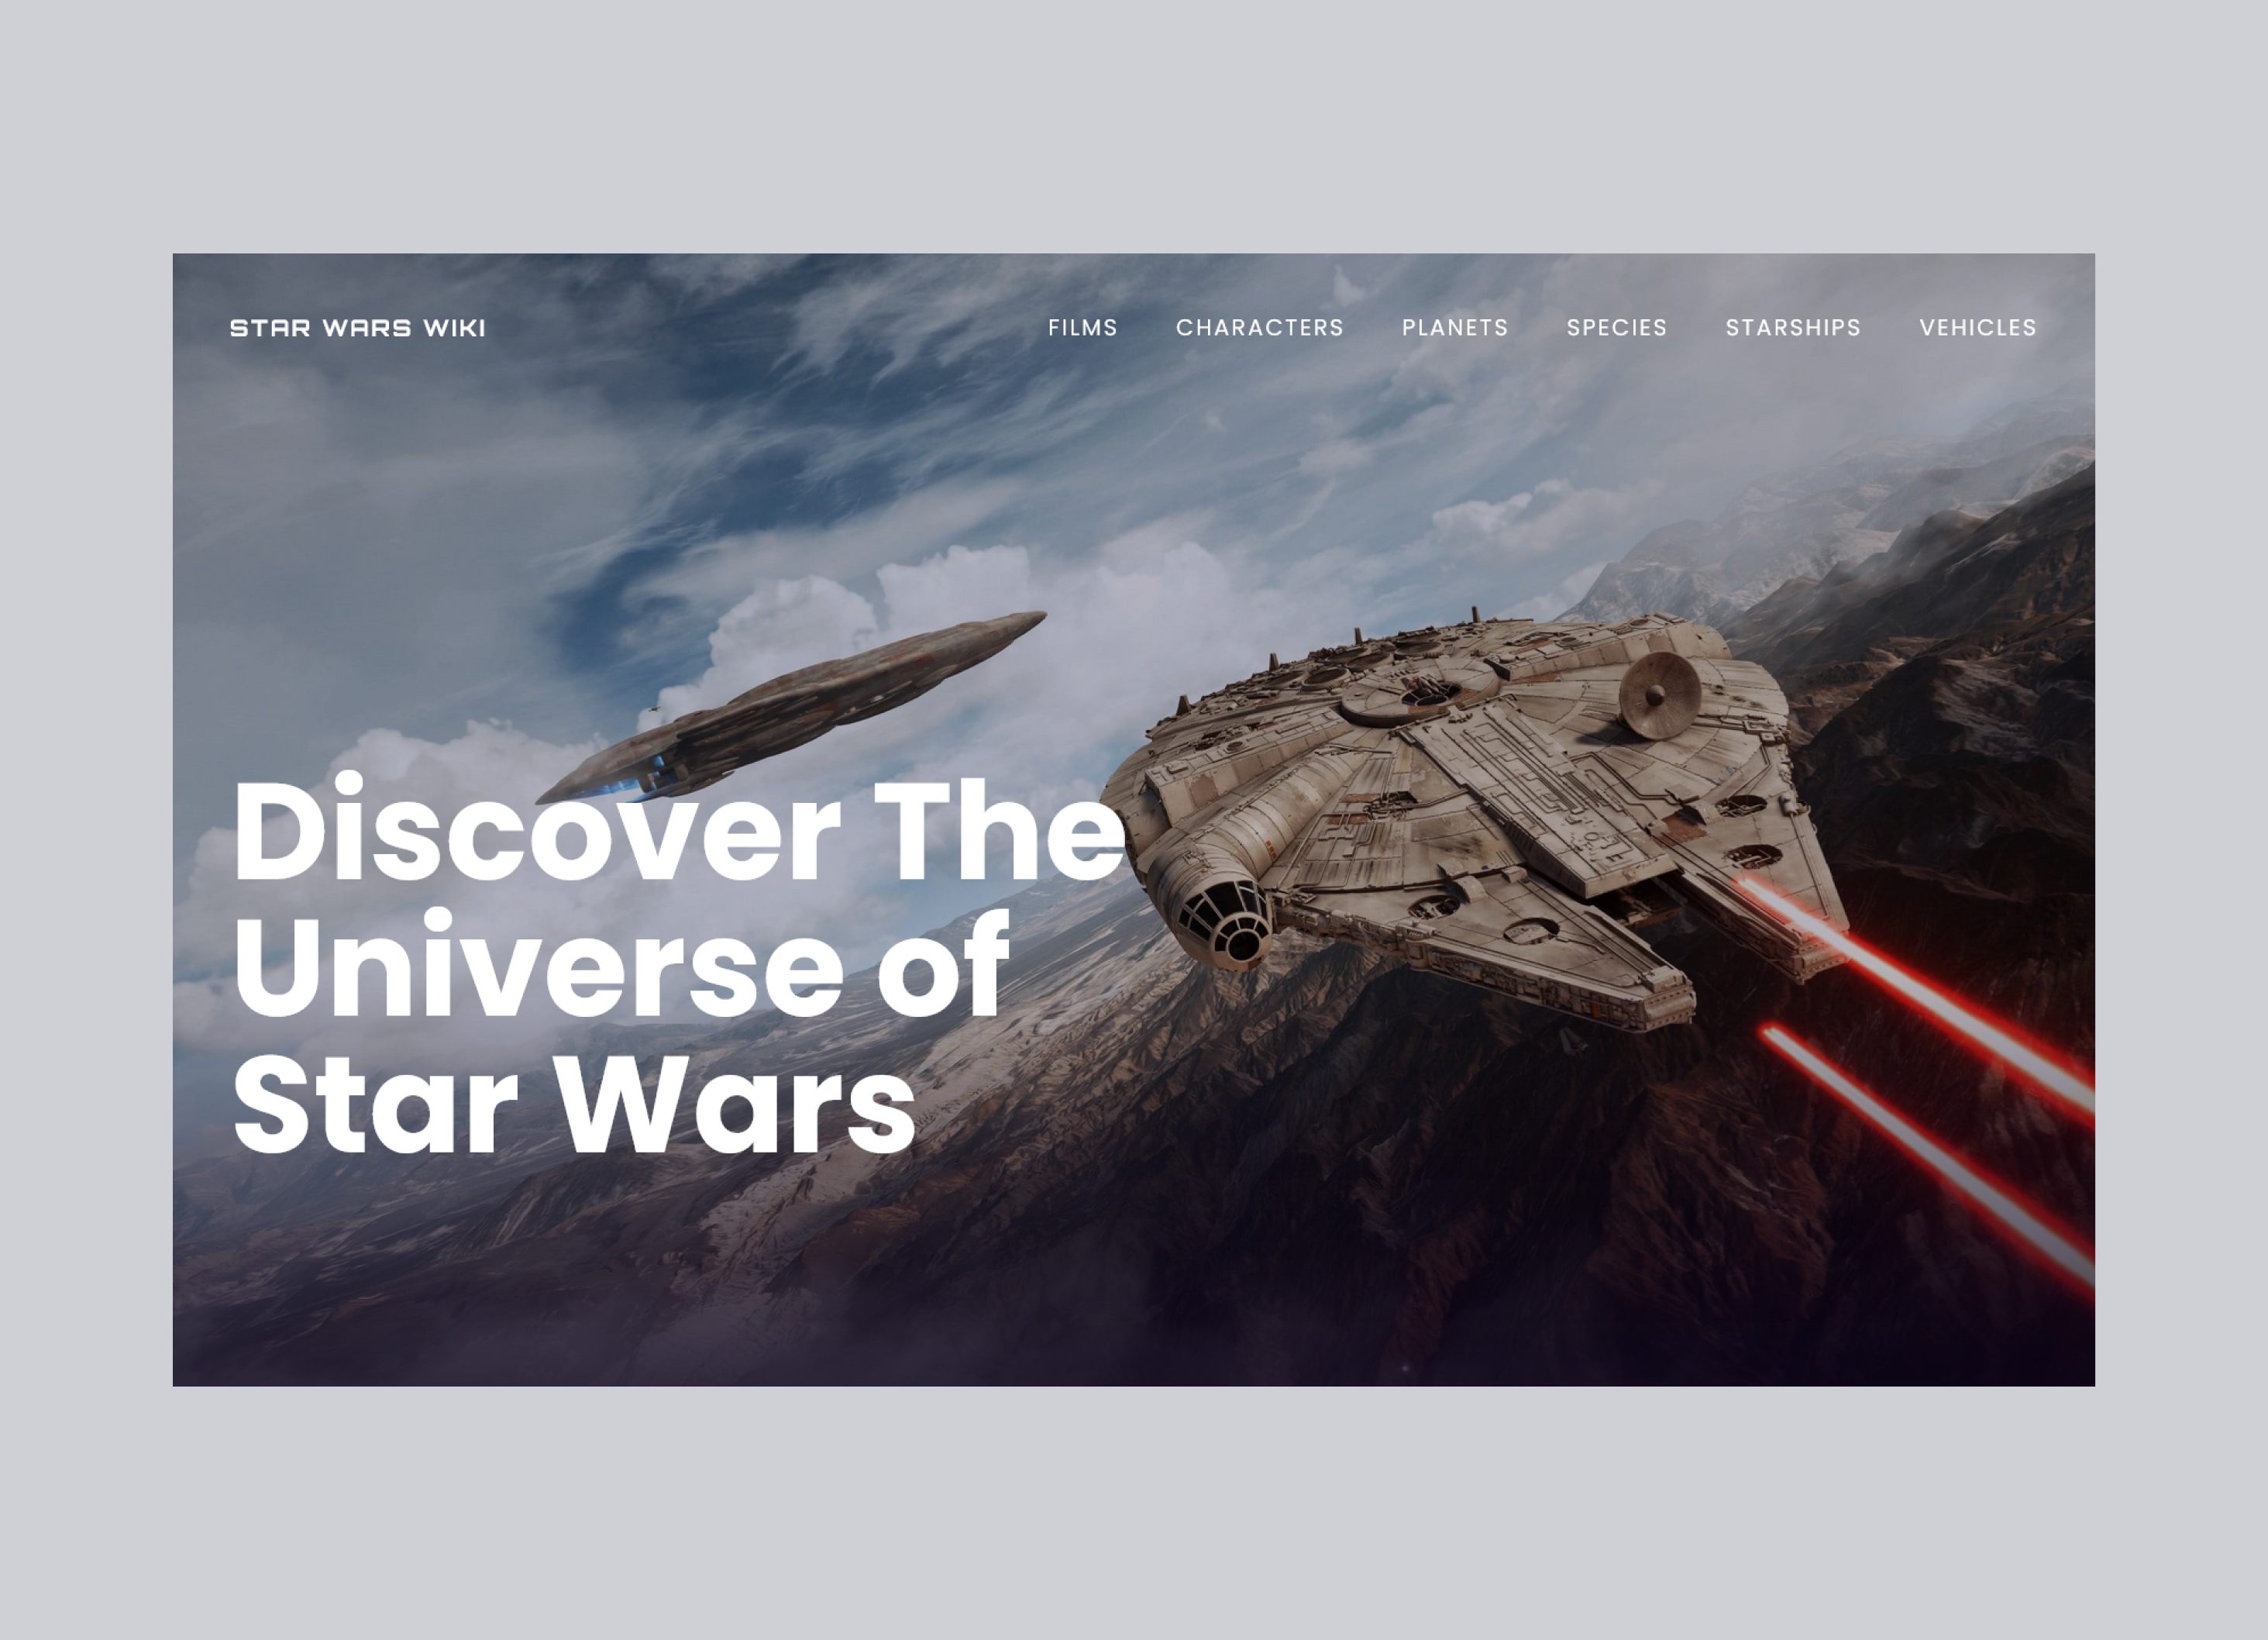 STAR WARS WIKI
FILMS CHARACTERS PLANETS SPECIES STARSHIPS VEHICLES
Discover The
Universe of
Star Wars